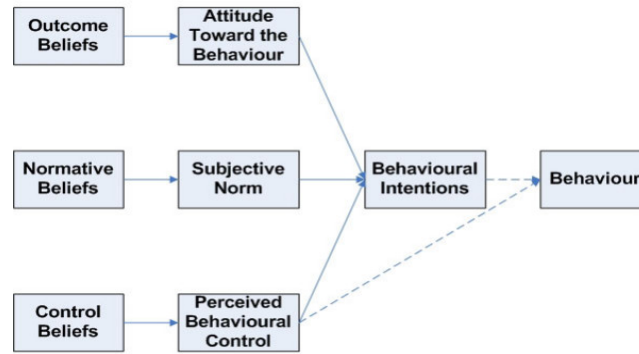 Outcome
Beliefs
Attitude
Toward the
Behaviour
Normative
Beliefs
Subjective
Norm
Behavioural
Intentions
Behaviour
Control
Beliefs
Perceived
Behavioural
Control